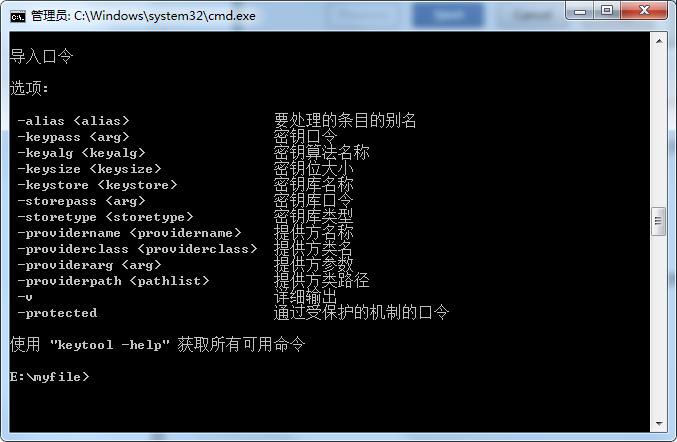 管理员: C:\Windows\system32\cmd.exe
导入口令
选项:
-alias <alias> 要处理的条目的别名
-keypass <arg> 密钥口令
-keyalg <keyalg> 密钥算法名称
-keysize <keysize> 密钥位大小
-keystore <keystore> 密钥库名称
-storepass <arg> 密钥库口令
-storetype <storetype> 密钥库类型
-providername <providername> 提供方名称
-providerclass <providerclass> 提供方类名
-providerarg <arg> 提供方参数
-providerpath <pathlist> 提供方类路径
-v 详细输出
-protected 通过受保护的机制的口令
使用 "keytool -help" 获取所有可用命令
E:\myfile>